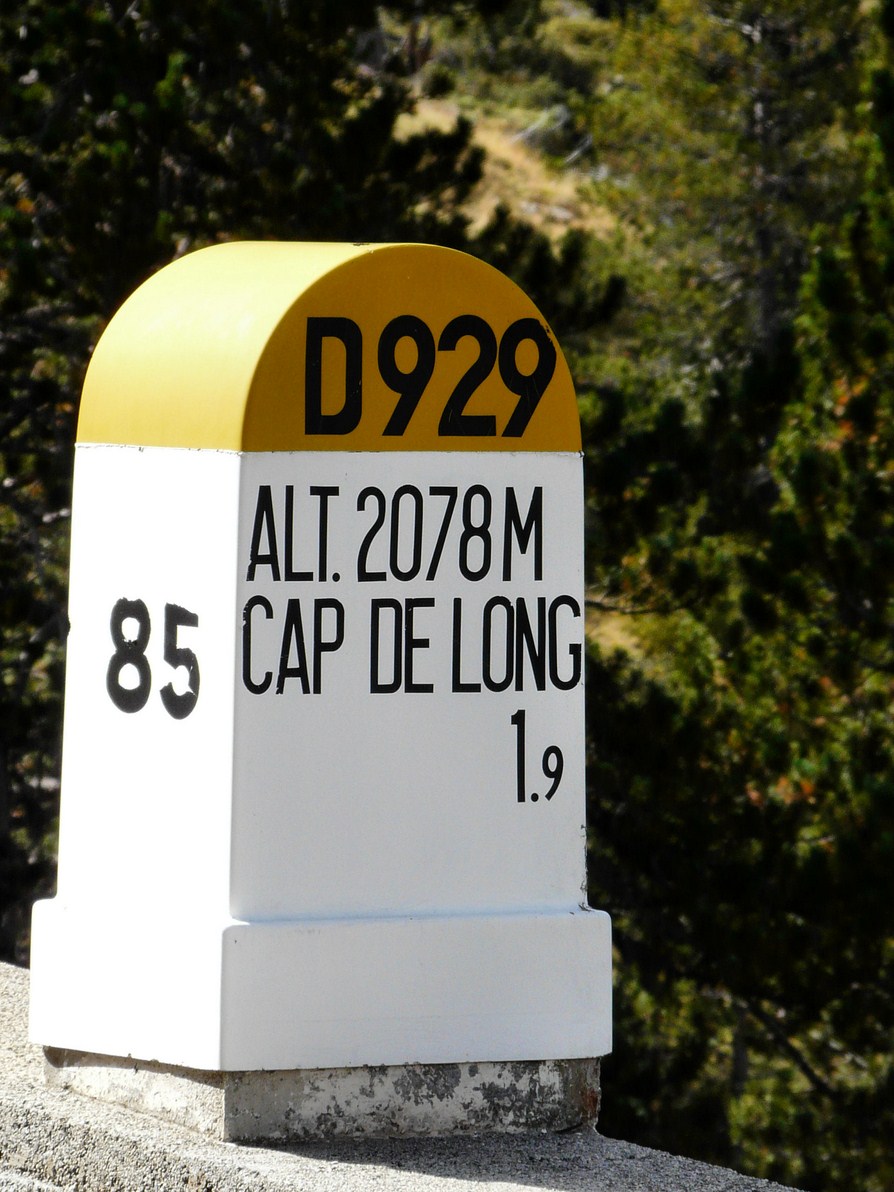 D929
ALT. 2078 M
CAP DE LONG
1.9
85